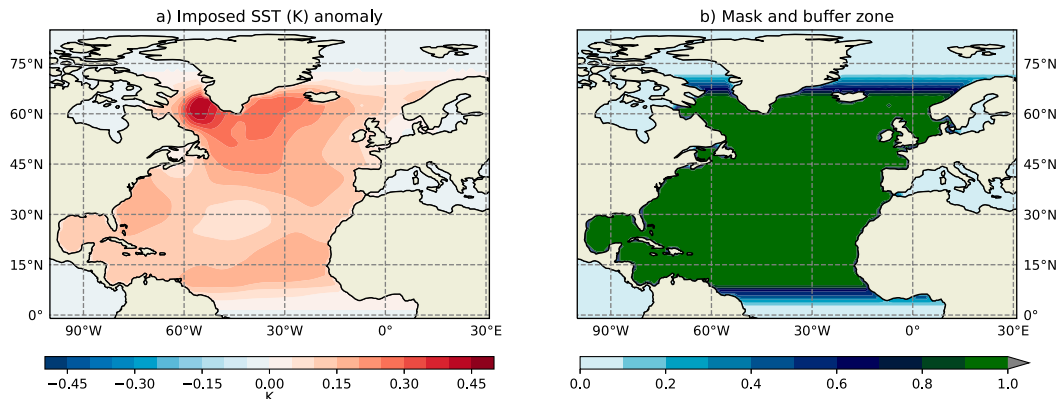 a) Imposed SST (K) anomaly
75°N
60°N
45°N
30°N
15°N
0°
90°W 60°W 30°W 0° 30°E
−0.45 −0.30 −0.15 0.00 0.15 0.30 0.45
K
b) Mask and buffer zone
75°N
60°N
45°N
30°N
15°N
0°
90°W 60°W 30°W 0° 30°E
0.0 0.2 0.4 0.6 0.8 1.0